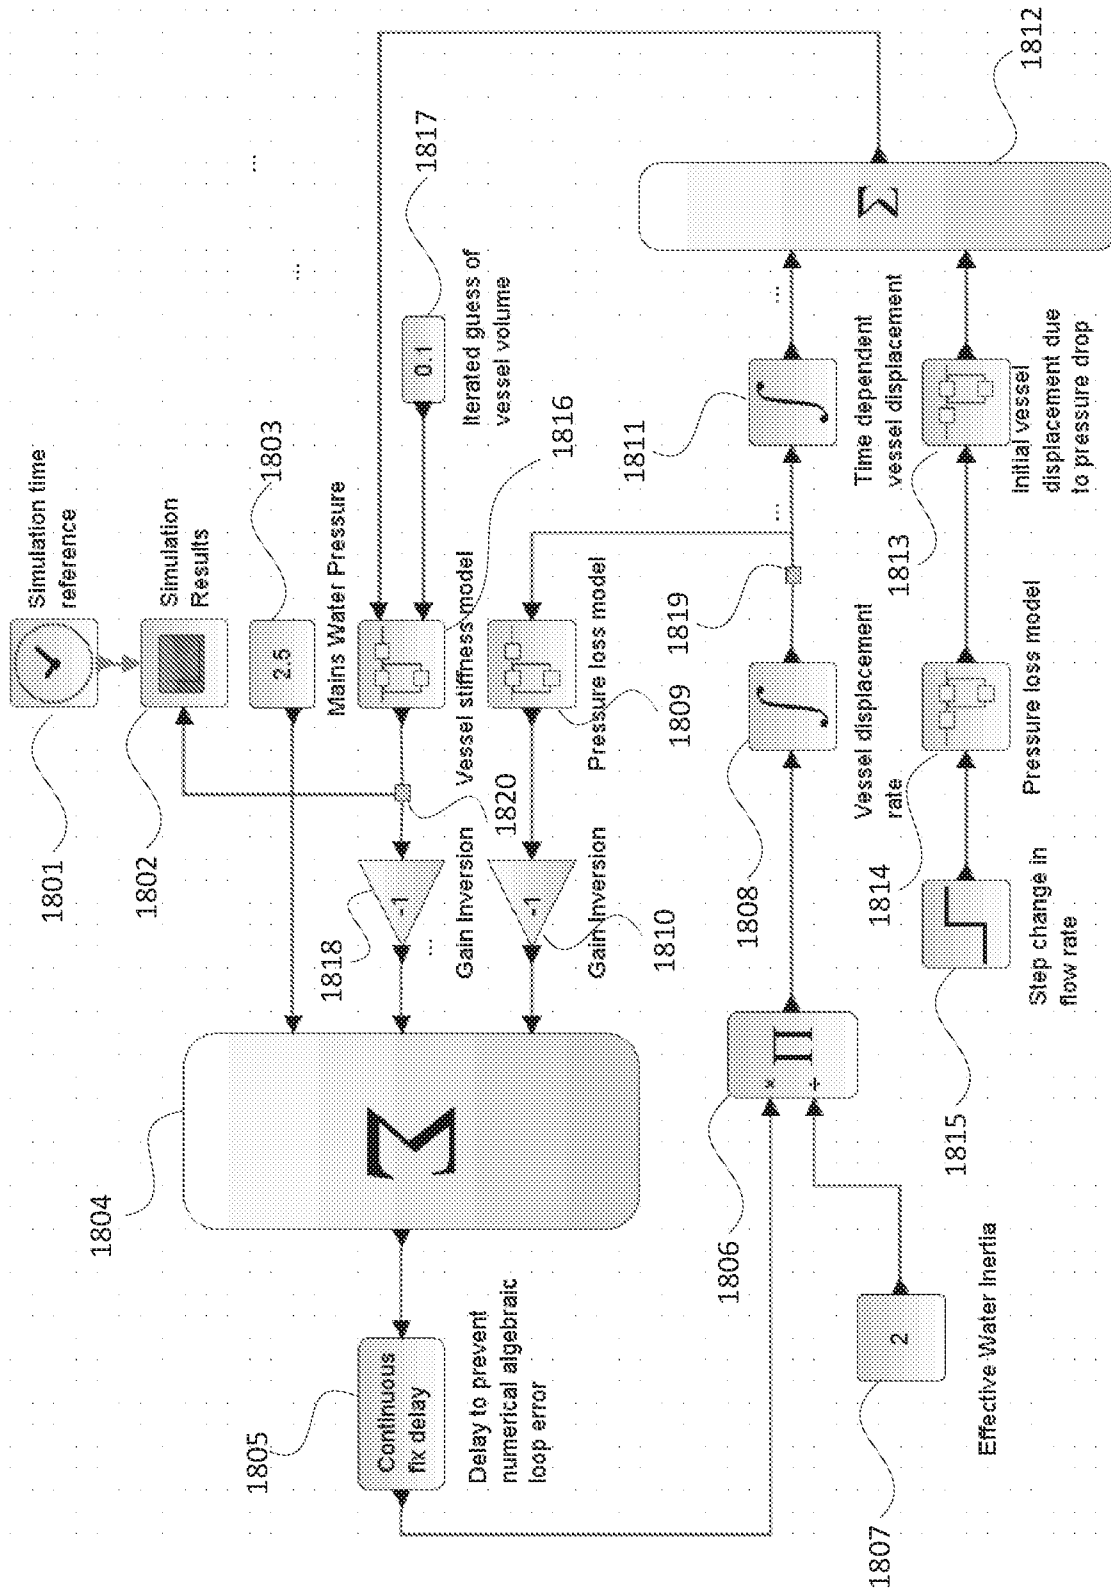 1801
Simulation time
reference
1802
Simulation
Results
1803
2.5
Mains Water Pressure
1804
Σ
1805
Continuous
fix delay
Delay to prevent
numerical algebraic
loop error
1818
-1
Gain Inversion
...
1820
Vessel stiffness model
1816
0.1
1817
Iterated guess of
vessel volume
...
...
1810
-1
Gain Inversion
1809
Pressure loss model
1806
×
÷
Π
1807
2
Effective Water Inertia
1808
∫
Vessel displacement
rate
1819
...
1811
∫
Time dependent
vessel displacement
...
1812
Σ
1815
Step change in
flow rate
1814
Pressure loss model
1813
Initial vessel
displacement due
to pressure drop